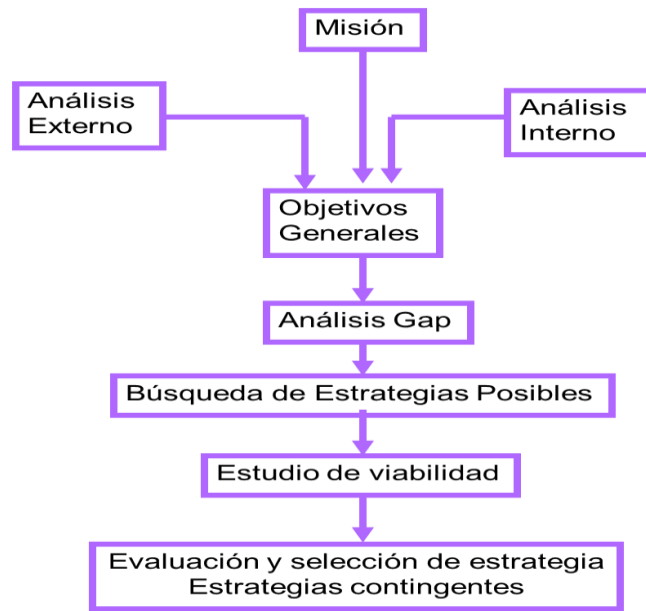 Misión
Análisis
Externo
Análisis
Interno
Objetivos
Generales
Análisis Gap
Búsqueda de Estrategias Posibles
Estudio de viabilidad
Evaluación y selección de estrategia
Estrategias contingentes